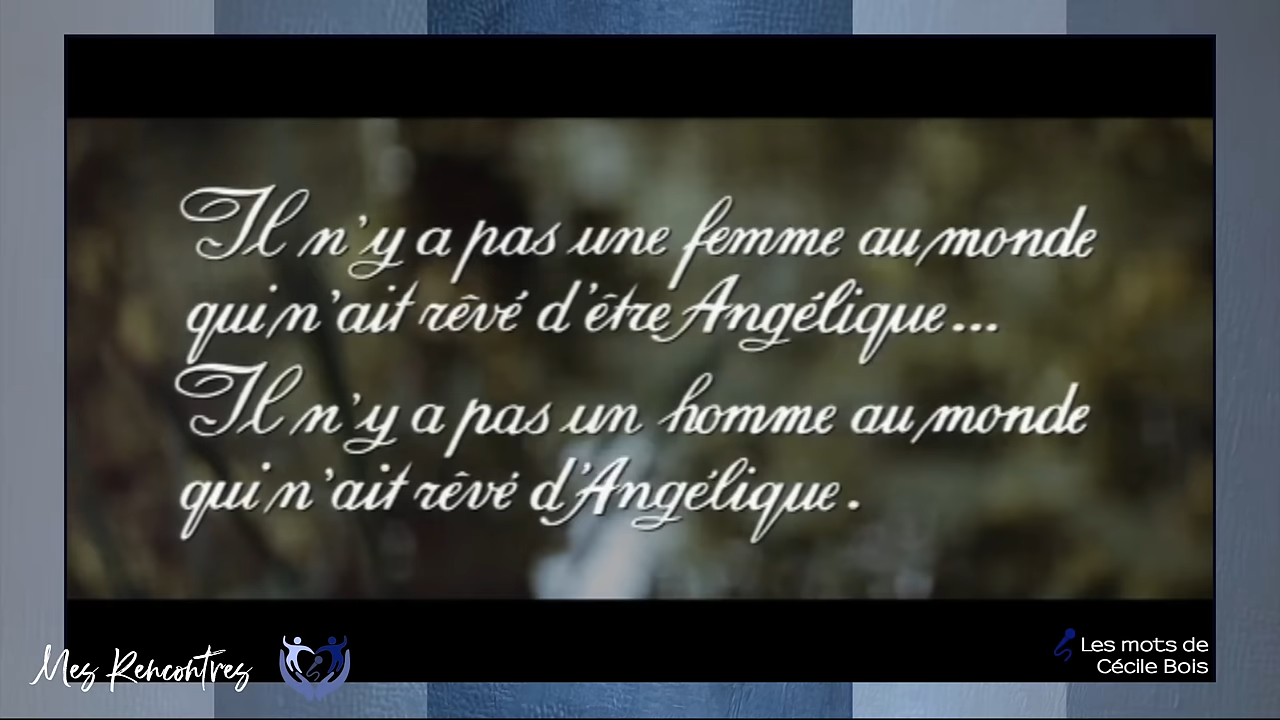 Il n'y a pas une femme au monde
qui n'ait rêvé d'être Angélique...
Il n'y a pas un homme au monde
qui n'ait rêvé d'Angélique.
Mes Rencontres
Les mots de
Cécile Bois